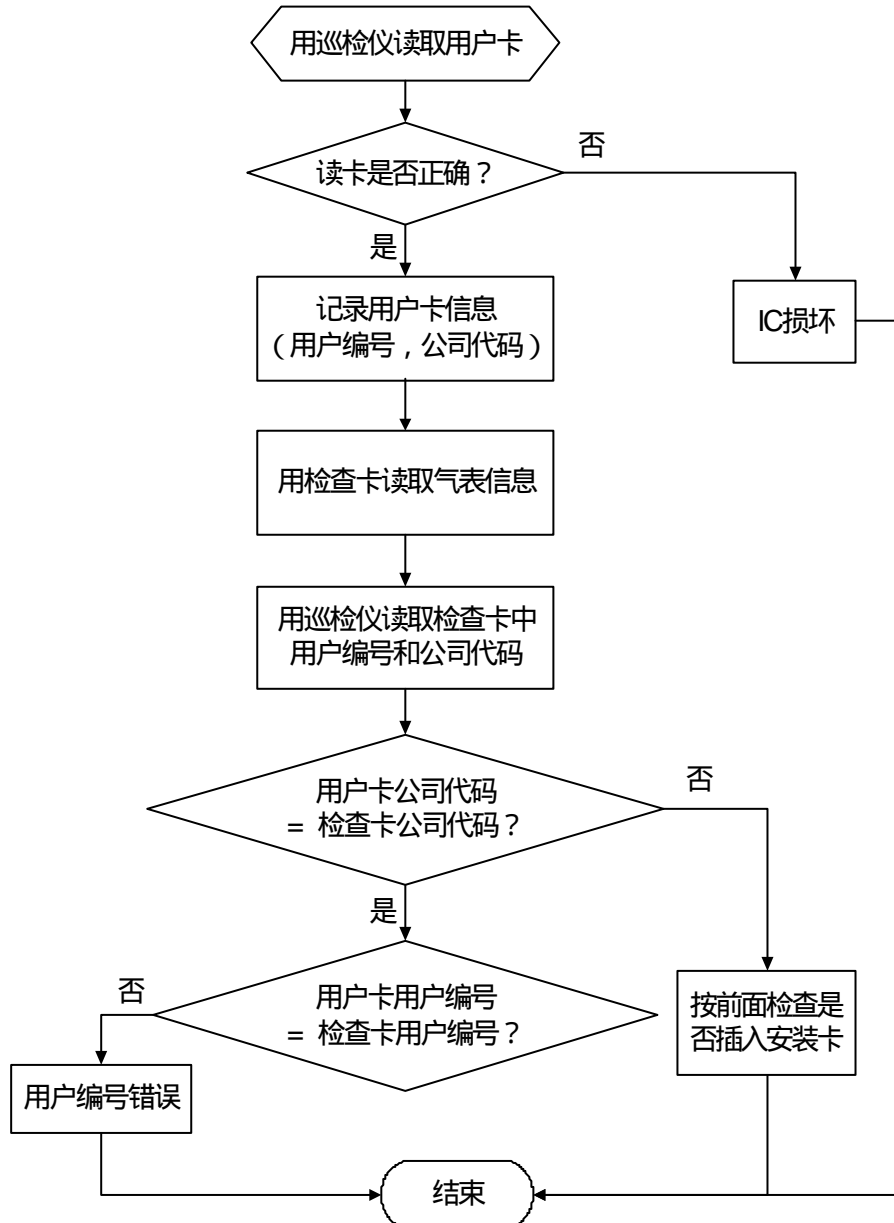 用巡检仪读取用户卡
读卡是否正确？
否
是
记录用户卡信息
（用户编号，公司代码）
IC损坏
用检查卡读取气表信息
用巡检仪读取检查卡中
用户编号和公司代码
用户卡公司代码
= 检查卡公司代码？
否
是
用户卡用户编号
= 检查卡用户编号？
否
按前面检查是
否插入安装卡
用户编号错误
结束